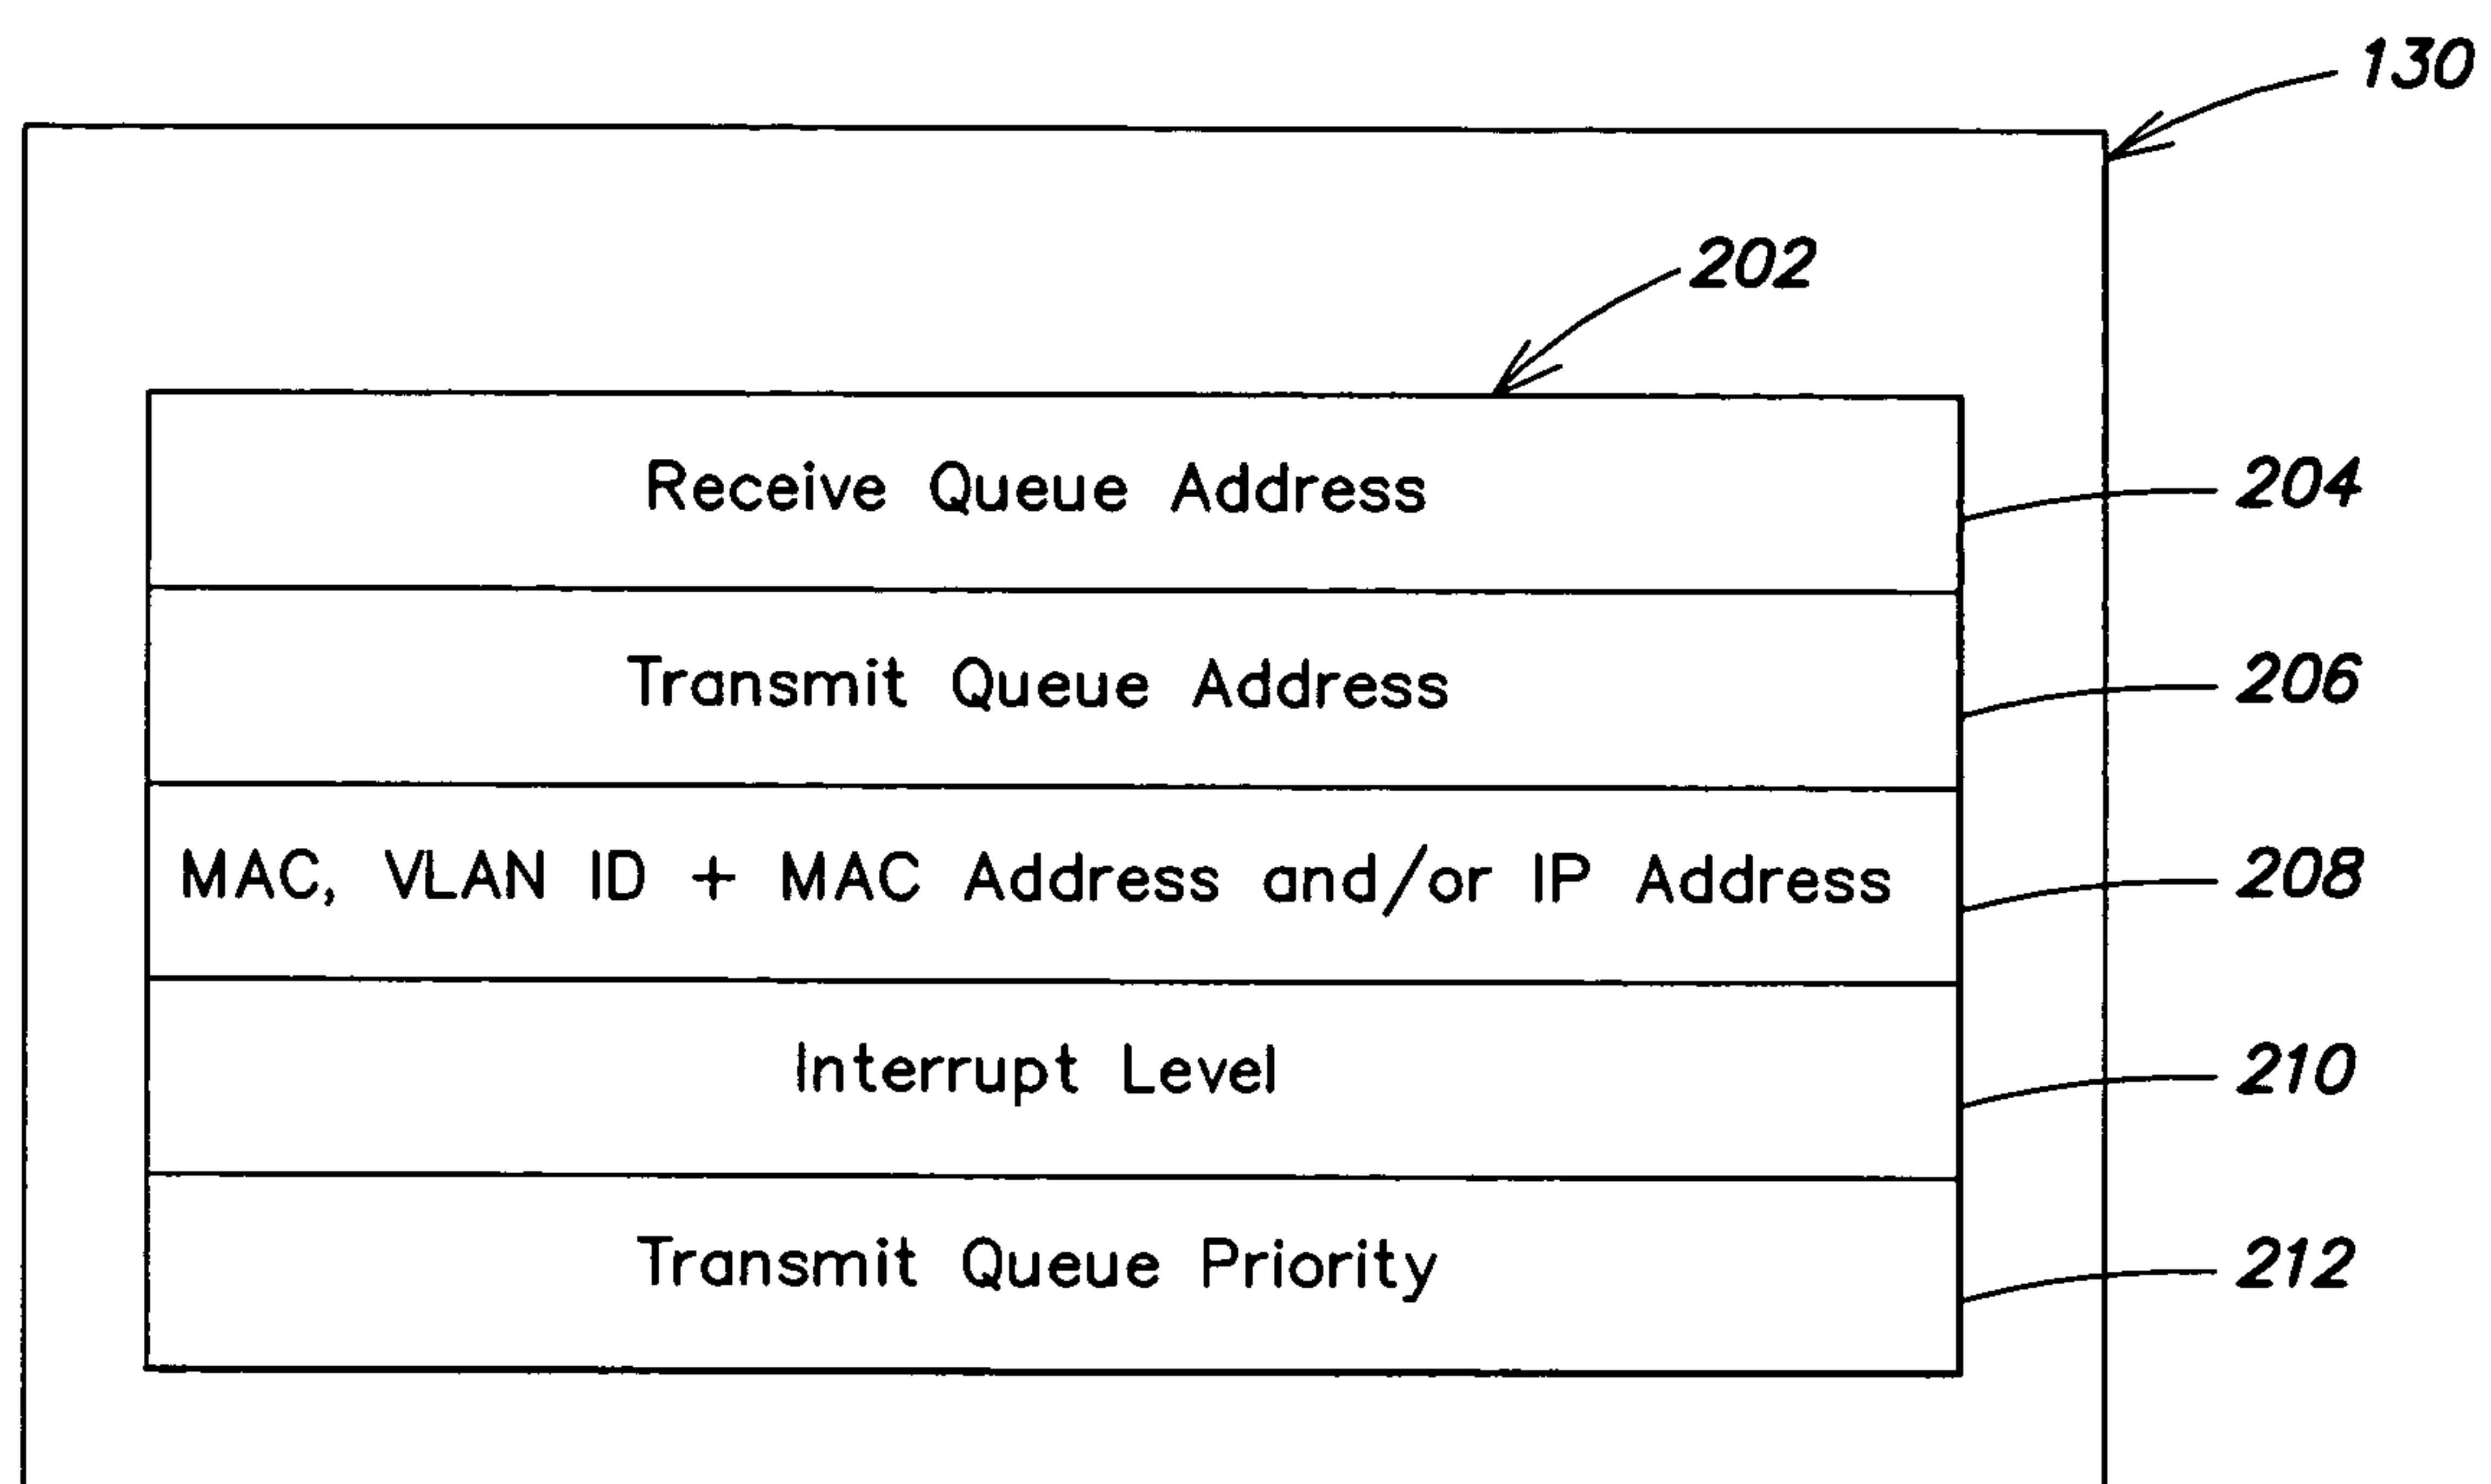 130
202
Receive Queue Address
204
Transmit Queue Address
206
MAC, VLAN ID + MAC Address and/or IP Address
208
Interrupt Level
210
Transmit Queue Priority
212